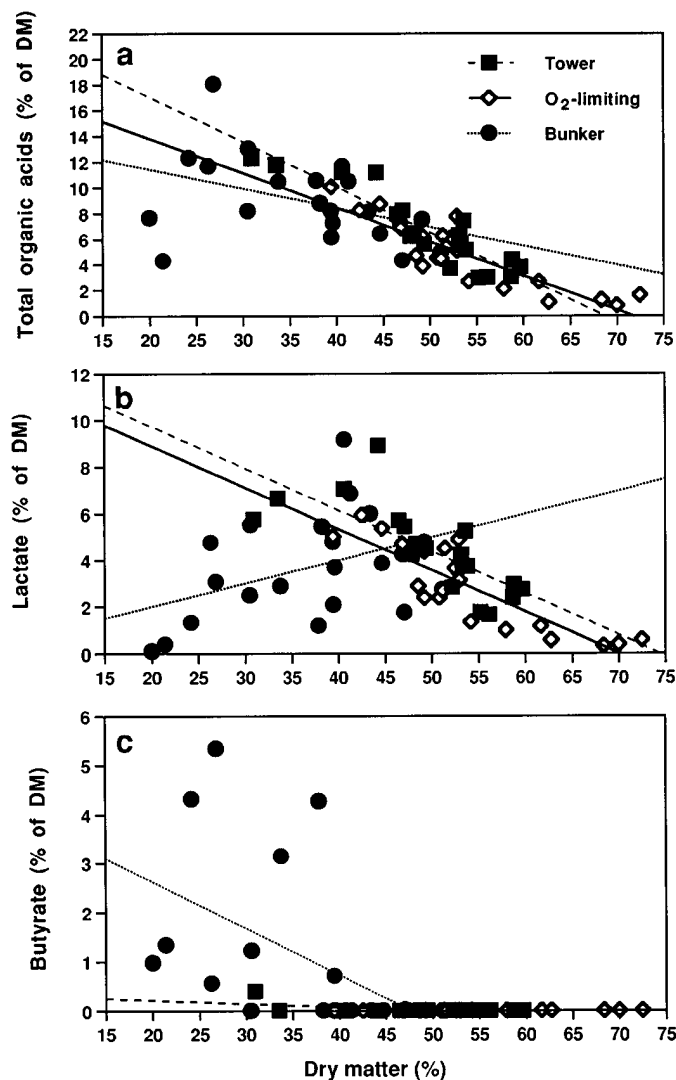 a
Total organic acids (% of DM)
22
20
18
16
14
12
10
8
6
4
2
0
Tower
O2-limiting
Bunker
15 20 25 30 35 40 45 50 55 60 65 70 75
b
Lactate (% of DM)
12
10
8
6
4
2
0
15 20 25 30 35 40 45 50 55 60 65 70 75
c
Butyrate (% of DM)
6
5
4
3
2
1
0
15 20 25 30 35 40 45 50 55 60 65 70 75
Dry matter (%)